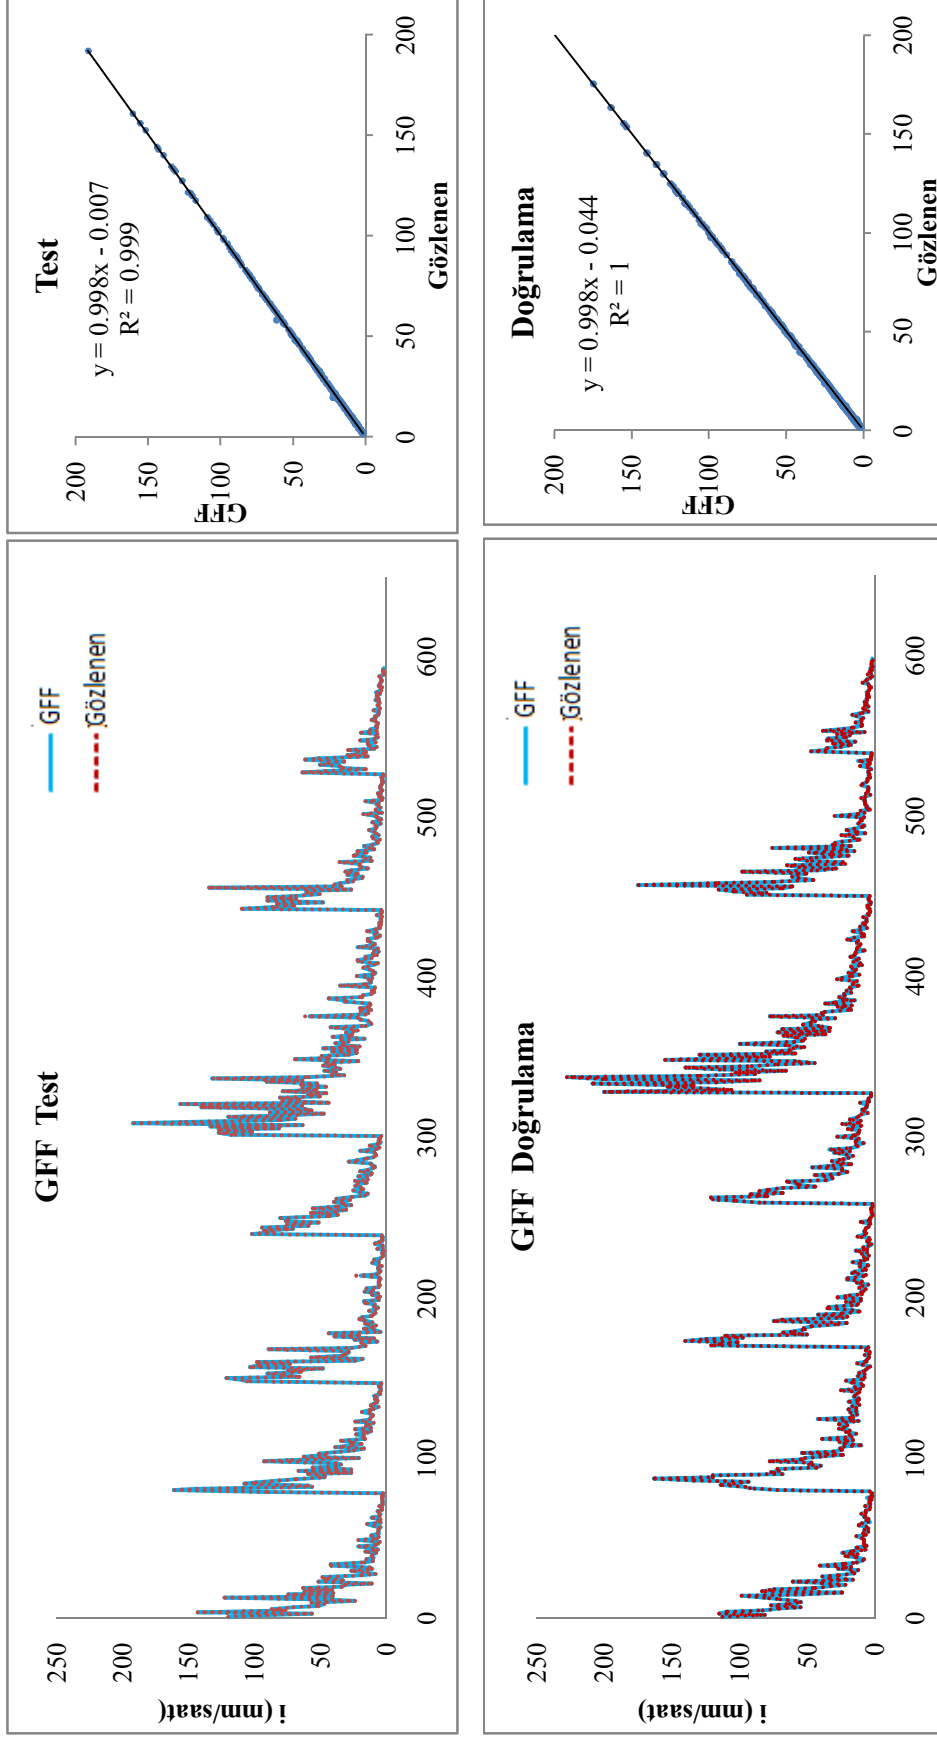 GFF Test
GFF
Gözlenen
250
200
150
100
50
0
i (mm/saat(
0
100
200
300
400
500
600
Test
y = 0.998x - 0.007
R² = 0.999
200
150
100
50
0
GFF
0
50
100
150
200
Gözlenen
GFF Doğrulama
GFF
Gözlenen
250
200
150
100
50
0
i (mm/saat)
0
100
200
300
400
500
600
Doğrulama
y = 0.998x - 0.044
R² = 1
200
150
100
50
0
GFF
0
50
100
150
200
Gözlenen